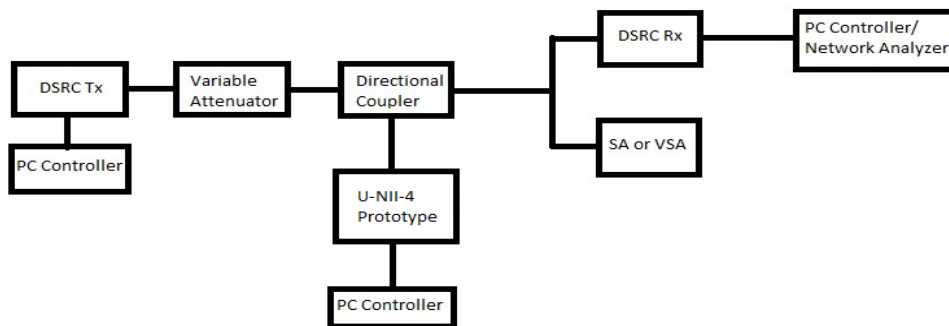 DSRC Tx
PC Controller
Variable
Attenuator
Directional
Coupler
U-NII-4
Prototype
PC Controller
DSRC Rx
SA or VSA
PC Controller/
Network Analyzer